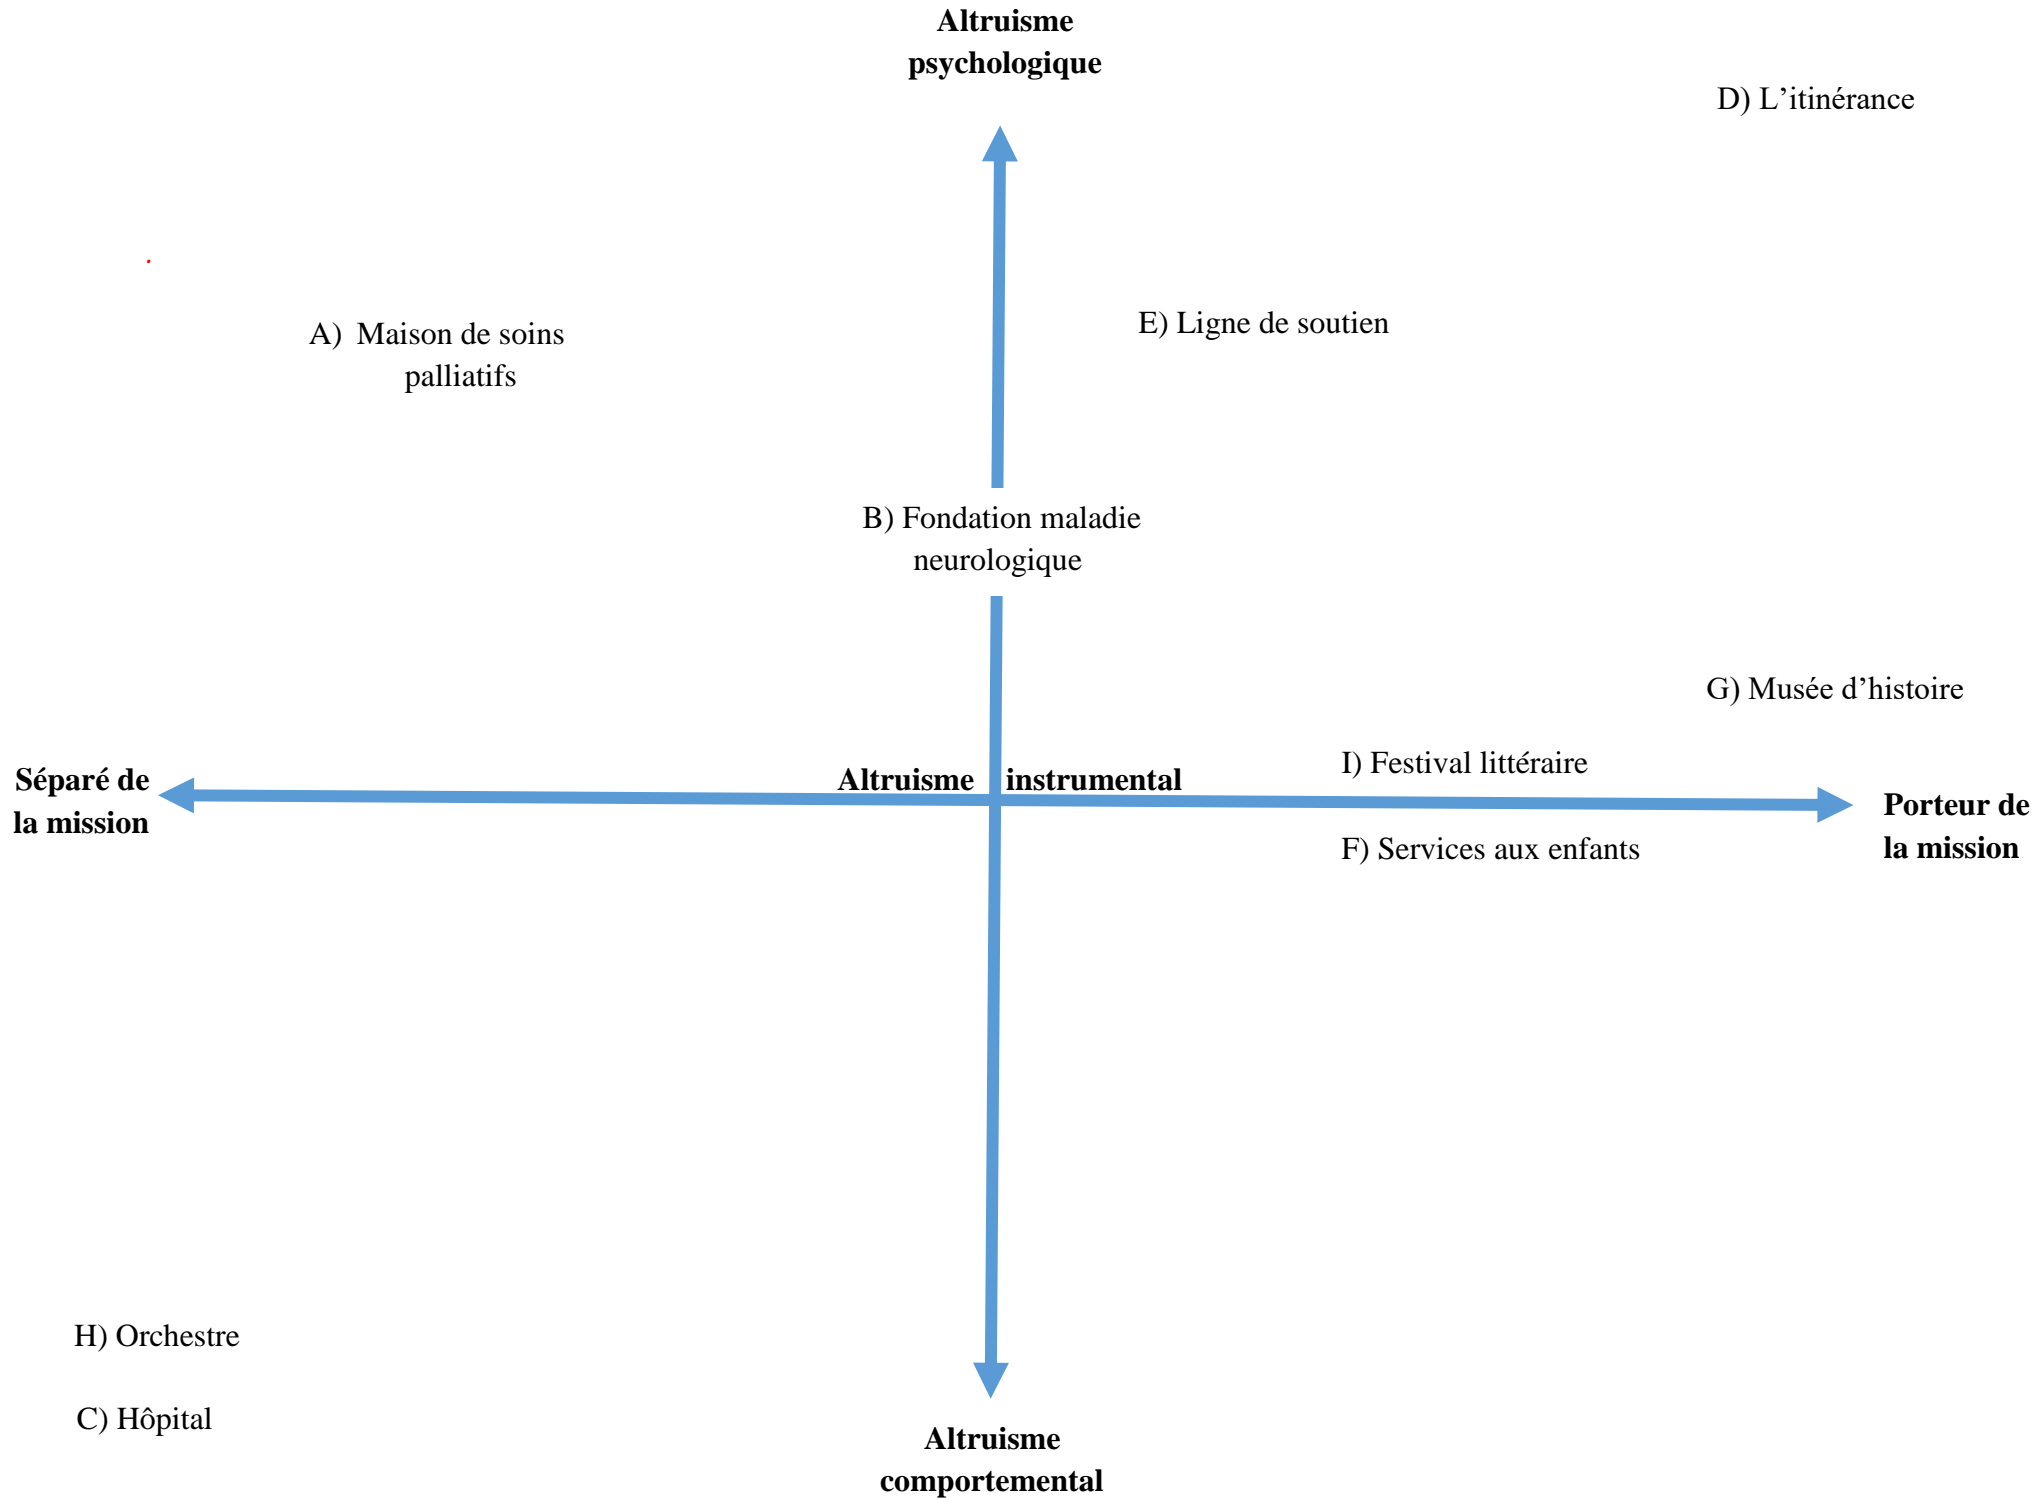 Altruisme
psychologique
D) L’itinérance
.
A) Maison de soins
palliatifs
E) Ligne de soutien
B) Fondation maladie
neurologique
G) Musée d’histoire
I) Festival littéraire
Séparé de
la mission
Altruisme instrumental
Porteur de
la mission
F) Services aux enfants
H) Orchestre
C) Hôpital
Altruisme
comportemental